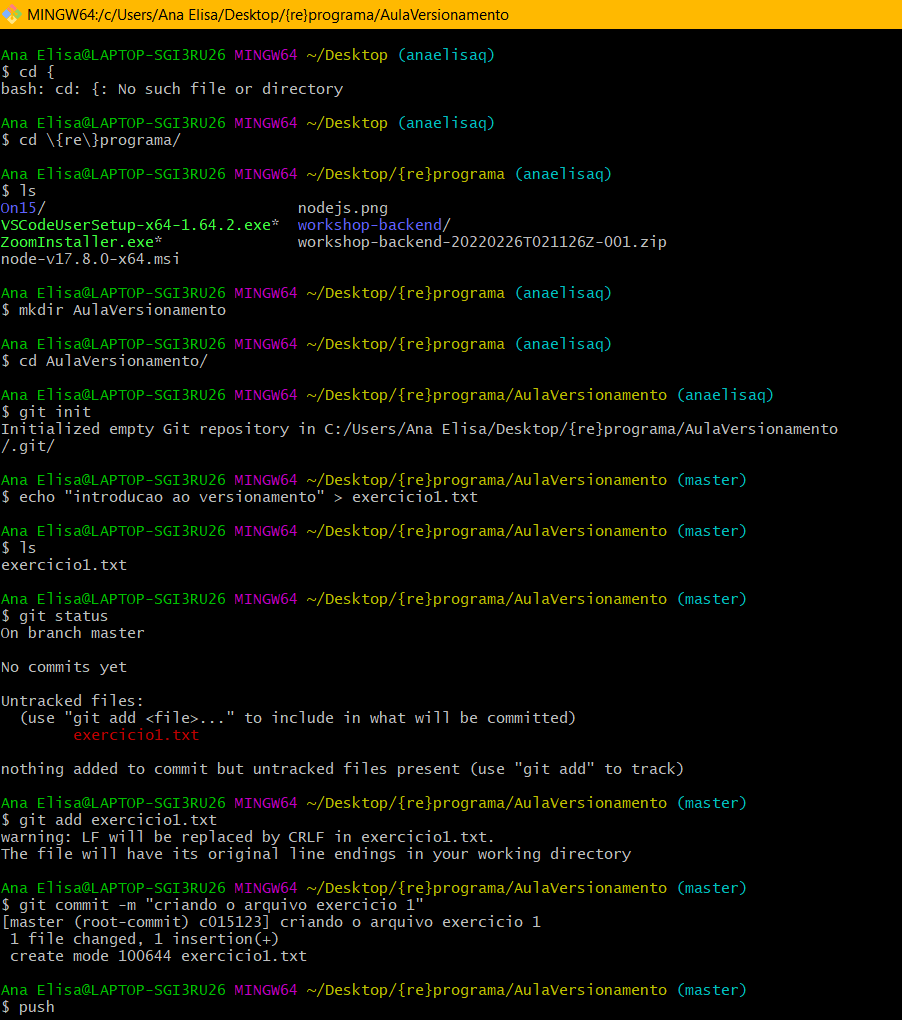 MINGW64:/c/Users/Ana Elisa/Desktop/{re}programa/AulaVersionamento
Ana Elisa@LAPTOP-SGI3RU26 MINGW64 ~/Desktop (anaelisaq)
$ cd {
bash: cd: {: No such file or directory
Ana Elisa@LAPTOP-SGI3RU26 MINGW64 ~/Desktop (anaelisaq)
$ cd \{re\}programa/
Ana Elisa@LAPTOP-SGI3RU26 MINGW64 ~/Desktop/{re}programa (anaelisaq)
$ ls
On15/                            nodejs.png
VSCodeUserSetup-x64-1.64.2.exe*  workshop-backend/
ZoomInstaller.exe*               workshop-backend-20220226T021126Z-001.zip
node-v17.8.0-x64.msi
Ana Elisa@LAPTOP-SGI3RU26 MINGW64 ~/Desktop/{re}programa (anaelisaq)
$ mkdir AulaVersionamento
Ana Elisa@LAPTOP-SGI3RU26 MINGW64 ~/Desktop/{re}programa (anaelisaq)
$ cd AulaVersionamento/
Ana Elisa@LAPTOP-SGI3RU26 MINGW64 ~/Desktop/{re}programa/AulaVersionamento (anaelisaq)
$ git init
Initialized empty Git repository in C:/Users/Ana Elisa/Desktop/{re}programa/AulaVersionamento
/.git/
Ana Elisa@LAPTOP-SGI3RU26 MINGW64 ~/Desktop/{re}programa/AulaVersionamento (master)
$ echo "introducao ao versionamento" > exercicio1.txt
Ana Elisa@LAPTOP-SGI3RU26 MINGW64 ~/Desktop/{re}programa/AulaVersionamento (master)
$ ls
exercicio1.txt
Ana Elisa@LAPTOP-SGI3RU26 MINGW64 ~/Desktop/{re}programa/AulaVersionamento (master)
$ git status
On branch master
No commits yet
Untracked files:
  (use "git add <file>..." to include in what will be committed)
        exercicio1.txt
nothing added to commit but untracked files present (use "git add" to track)
Ana Elisa@LAPTOP-SGI3RU26 MINGW64 ~/Desktop/{re}programa/AulaVersionamento (master)
$ git add exercicio1.txt
warning: LF will be replaced by CRLF in exercicio1.txt.
The file will have its original line endings in your working directory
Ana Elisa@LAPTOP-SGI3RU26 MINGW64 ~/Desktop/{re}programa/AulaVersionamento (master)
$ git commit -m "criando o arquivo exercicio 1"
[master (root-commit) c015123] criando o arquivo exercicio 1
 1 file changed, 1 insertion(+)
 create mode 100644 exercicio1.txt
Ana Elisa@LAPTOP-SGI3RU26 MINGW64 ~/Desktop/{re}programa/AulaVersionamento (master)
$ push